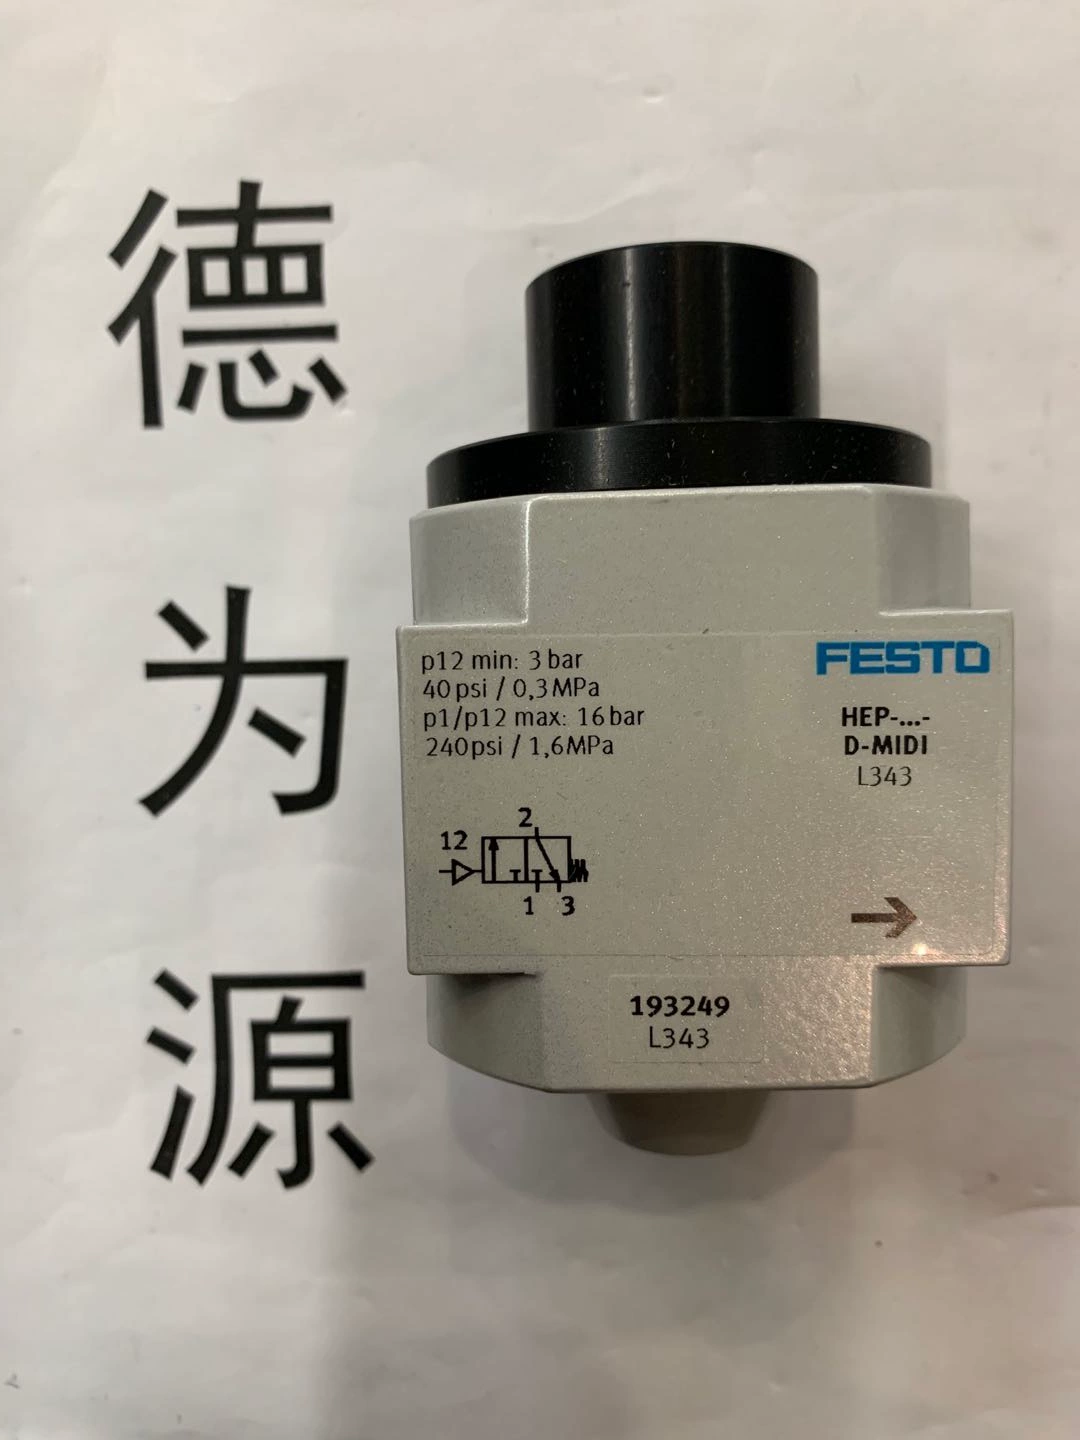 德
为
源
p12 min: 3 bar
40 psi / 0,3 MPa
p1/p12 max: 16 bar
240 psi / 1,6 MPa
FESTO
HEP-...-
D-MIDI
L343
2
12
1 3
193249
L343